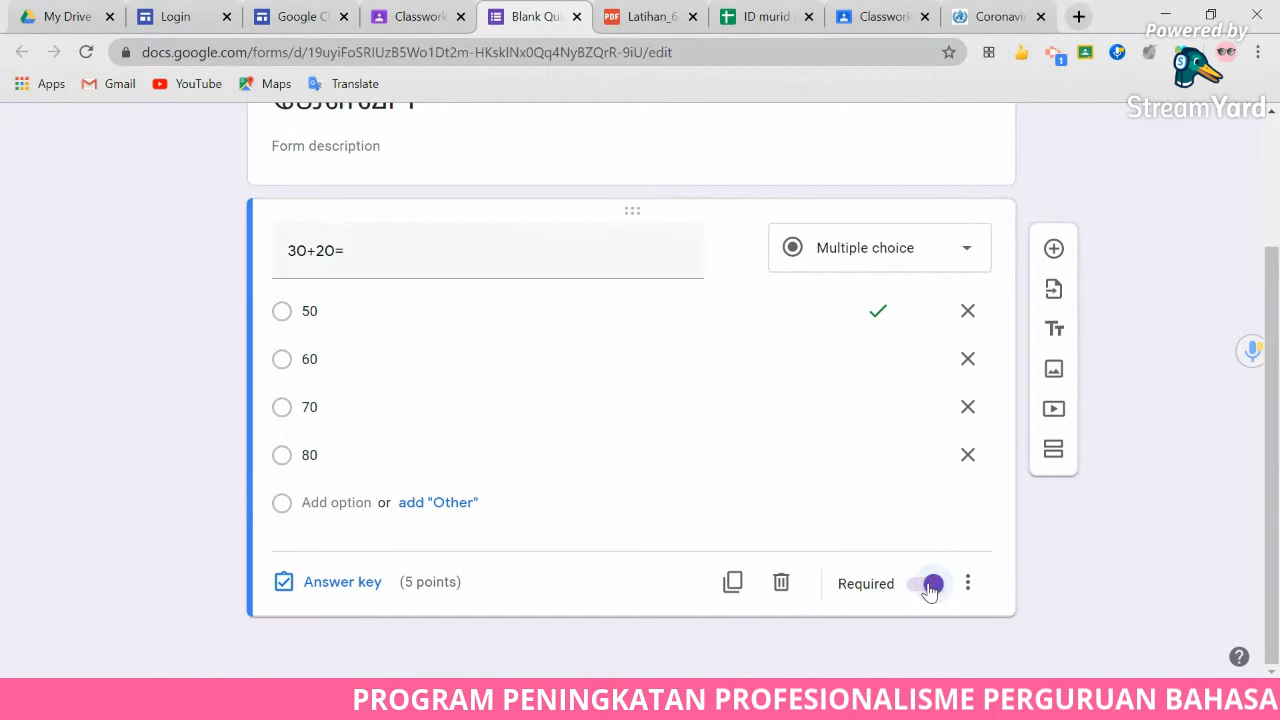 My Drive
Login
Google Cl
Classwork
Blank Qui
Latihan_6
ID murid l
Classwork
Coronavir
docs.google.com/forms/d/19uyiFoSRlUzB5Wo1Dt2m-HKsklNx0Qq4NyBZQrR-9iU/edit
Powered by
StreamYard
Apps
Gmail
YouTube
Maps
Translate
Form description
30+20=
Multiple choice
50
60
70
80
Add option or add "Other"
Answer key (5 points)
Required
PROGRAM PENINGKATAN PROFESIONALISME PERGURUAN BAHASA